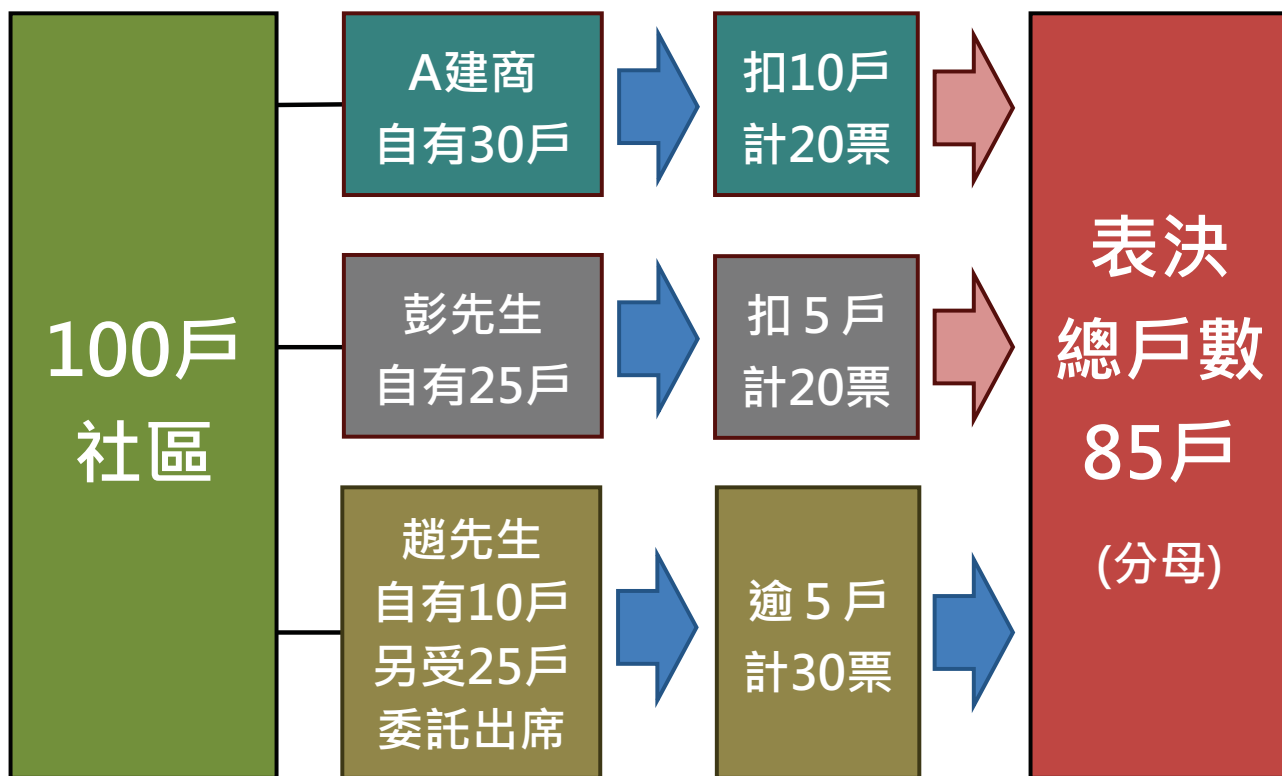 100戶
社區
A建商
自有30戶
扣10戶
計20票
彭先生
自有25戶
扣 5 戶
計20票
趙先生
自有10戶
另受25戶
委託出席
逾 5 戶
計30票
表決
總戶數
85戶
(分母)